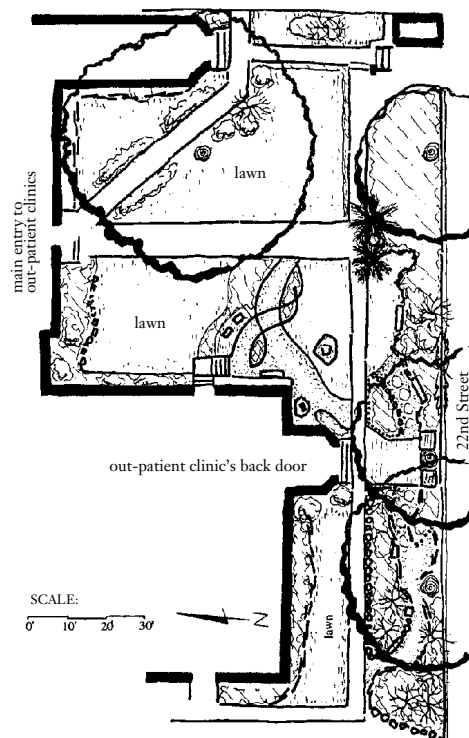 lawn
main entry to
out-patient clinics
lawn
22nd Street
out-patient clinic's back door
SCALE:
0' 10' 20' 30'
N
lawn